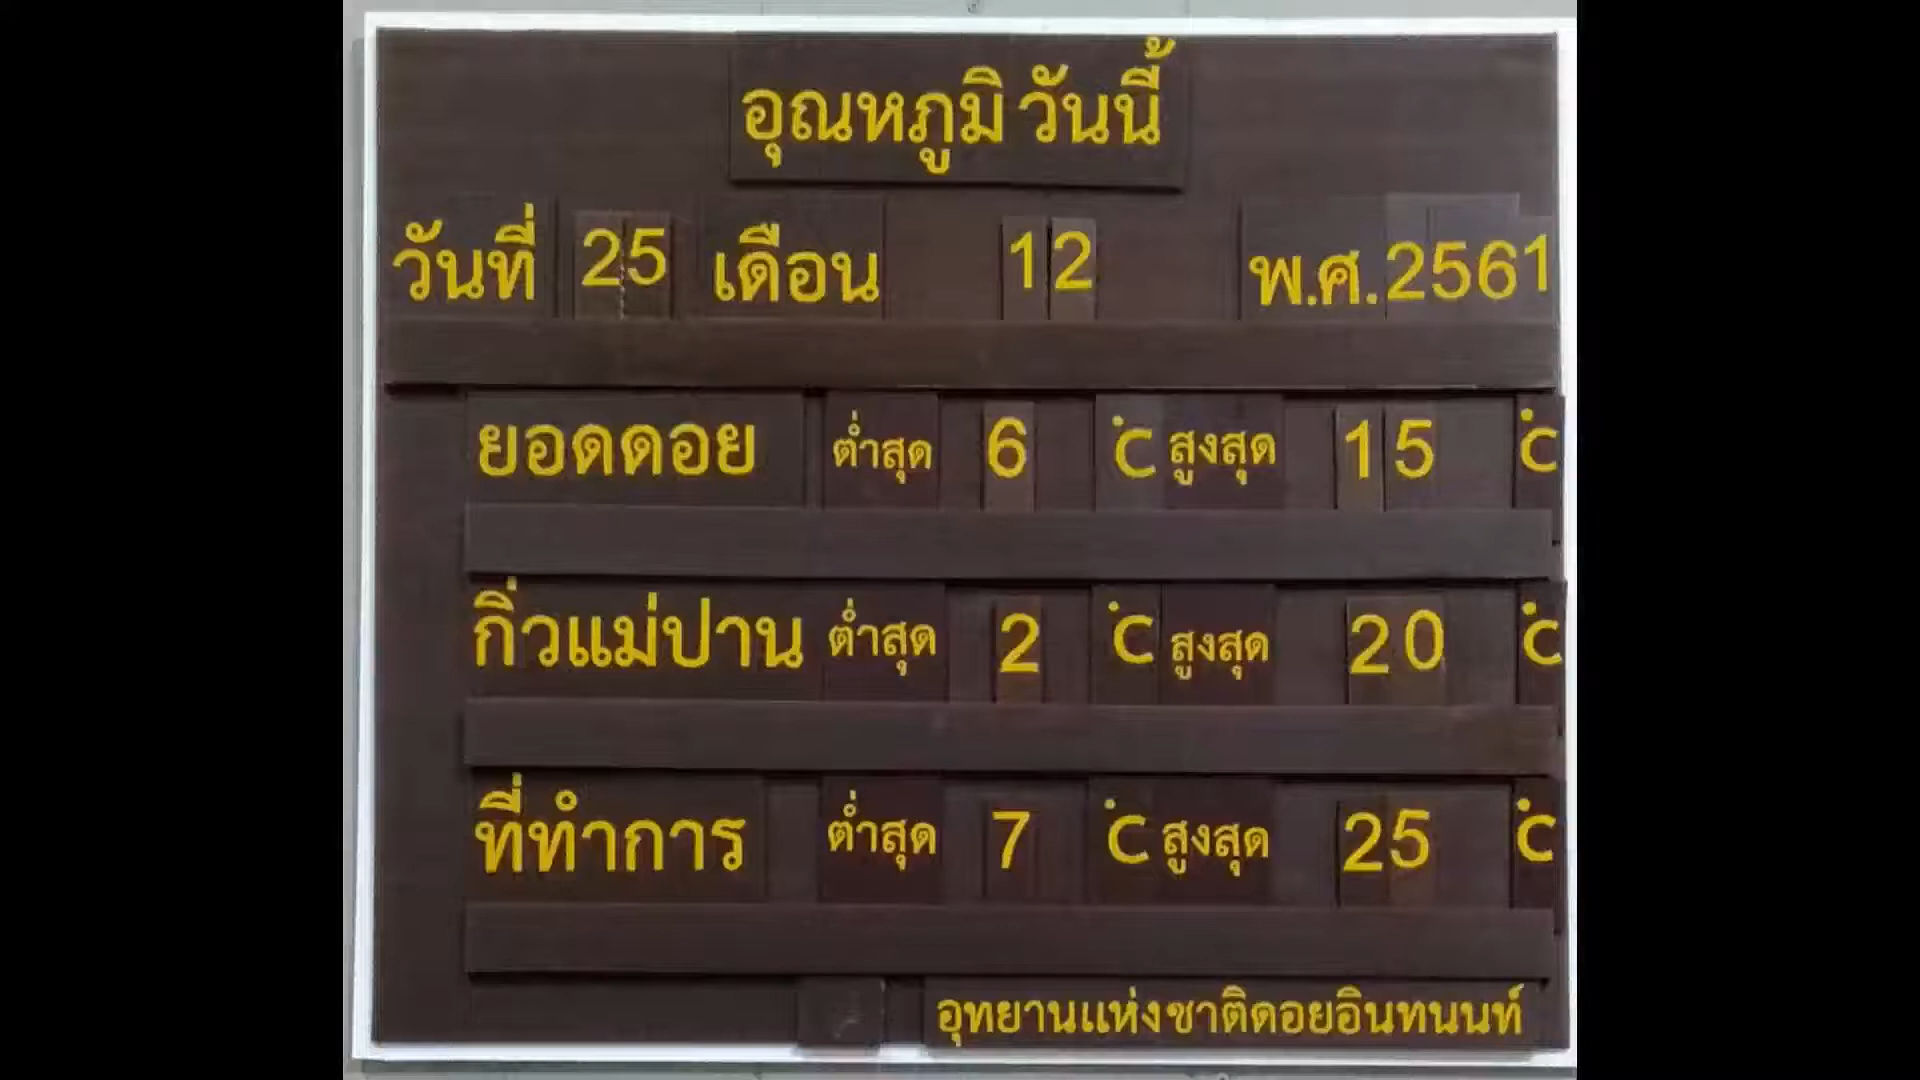 อุณหภูมิ วันนี้
วันที่ 25 เดือน 12 พ.ศ. 2561
ยอดดอย ต่ำสุด 6 °C สูงสุด 15 °C
กิ่วแม่ปาน ต่ำสุด 2 °C สูงสุด 20 °C
ที่ทำการ ต่ำสุด 7 °C สูงสุด 25 °C
อุทยานแห่งชาติดอยอินทนนท์